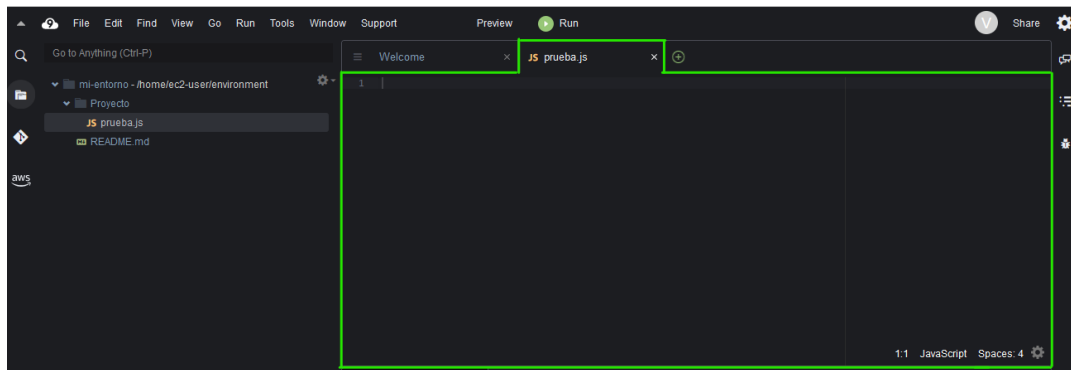 9 File Edit Find View Go Run Tools Window Support Preview Run V Share
Go to Anything (Ctrl-P)
Welcome × JS prueba.js ×
mi-entorno - /home/ec2-user/environment
Proyecto
JS prueba.js
README.md
aws
1
1:1 JavaScript Spaces: 4